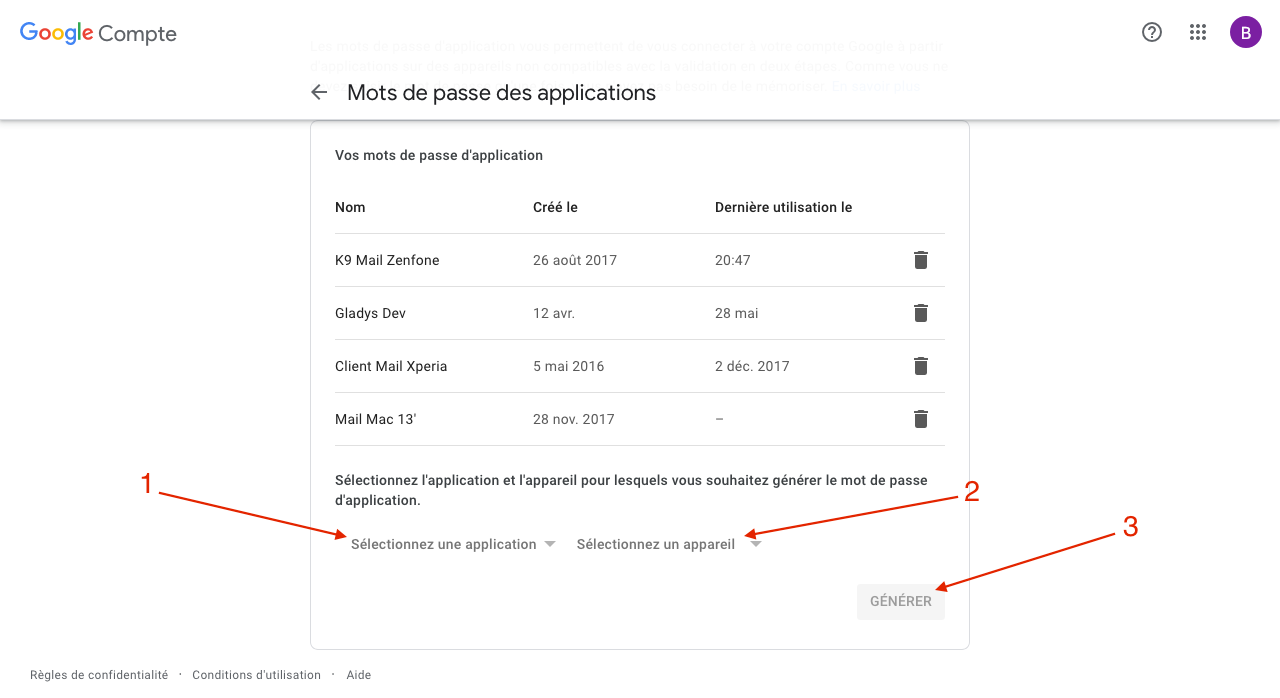 Google Compte
B
Les mots de passe d'application vous permettent de vous connecter à votre compte Google à partir
d'applications sur des appareils non compatibles avec la validation en deux étapes. Comme vous ne
besoin de le mémoriser. En savoir plus
Mots de passe des applications
Vos mots de passe d'application
Nom Créé le Dernière utilisation le
K9 Mail Zenfone 26 août 2017 20:47
Gladys Dev 12 avr. 28 mai
Client Mail Xperia 5 mai 2016 2 déc. 2017
Mail Mac 13' 28 nov. 2017 –
Sélectionnez l'application et l'appareil pour lesquels vous souhaitez générer le mot de passe
d'application.
1
2
3
Sélectionnez une application Sélectionnez un appareil
GÉNÉRER
Règles de confidentialité · Conditions d'utilisation · Aide